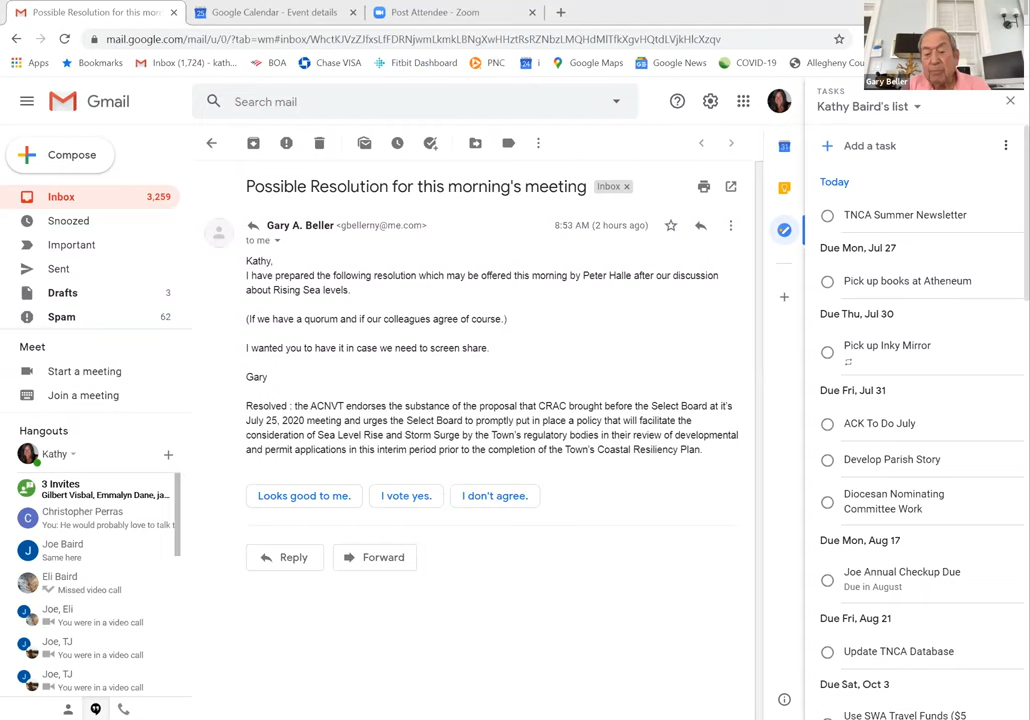 Possible Resolution for this morn
Google Calendar - Event details
Post Attendee - Zoom
mail.google.com/mail/u/0/?tab=wm#inbox/WhctKJVzZJfxsLfFDRNjwmLkmkLBNgXwHHztRsRZNbzLMQHdMlTfkXgvHQtdLVjkHlcXzqv
Apps
Bookmarks
Inbox (1,724) - kath...
BOA
Chase VISA
Fitbit Dashboard
PNC
24
i
Google Maps
Google News
COVID-19
Allegheny Cou
Gary Beller
Gmail
Search mail
TASKS
Kathy Baird's list
Compose
Add a task
Inbox 3,259
Snoozed
Important
Sent
Drafts 3
Spam 62
Meet
Start a meeting
Join a meeting
Hangouts
Kathy
3 Invites
Gilbert Visbal, Emmalyn Dane, ja...
Christopher Perras
You: He would probably love to talk t
Joe Baird
Same here
Eli Baird
Missed video call
Joe, Eli
You were in a video call
Joe, TJ
You were in a video call
Joe, TJ
You were in a video call
Possible Resolution for this morning's meeting Inbox
Gary A. Beller <gbellerny@me.com> 8:53 AM (2 hours ago)
to me
Kathy,
I have prepared the following resolution which may be offered this morning by Peter Halle after our discussion
about Rising Sea levels.
(If we have a quorum and if our colleagues agree of course.)
I wanted you to have it in case we need to screen share.
Gary
Resolved : the ACNVT endorses the substance of the proposal that CRAC brought before the Select Board at it's
July 25, 2020 meeting and urges the Select Board to promptly put in place a policy that will facilitate the
consideration of Sea Level Rise and Storm Surge by the Town's regulatory bodies in their review of developmental
and permit applications in this interim period prior to the completion of the Town's Coastal Resiliency Plan.
Looks good to me.
I vote yes.
I don't agree.
Reply
Forward
31
Today
TNCA Summer Newsletter
Due Mon, Jul 27
Pick up books at Atheneum
Due Thu, Jul 30
Pick up Inky Mirror
Due Fri, Jul 31
ACK To Do July
Develop Parish Story
Diocesan Nominating
Committee Work
Due Mon, Aug 17
Joe Annual Checkup Due
Due in August
Due Fri, Aug 21
Update TNCA Database
Due Sat, Oct 3
Use SWA Travel Funds ($5